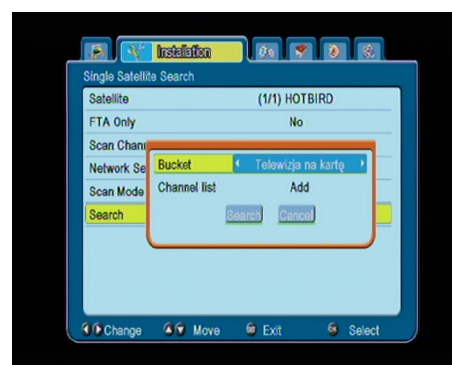 Installation
Single Satellite Search
Satellite (1/1) HOTBIRD
FTA Only No
Scan Chann
Network Se
Scan Mode
Search
Bucket Telewizja na kartę
Channel list Add
Search Cancel
Change Move Exit Select